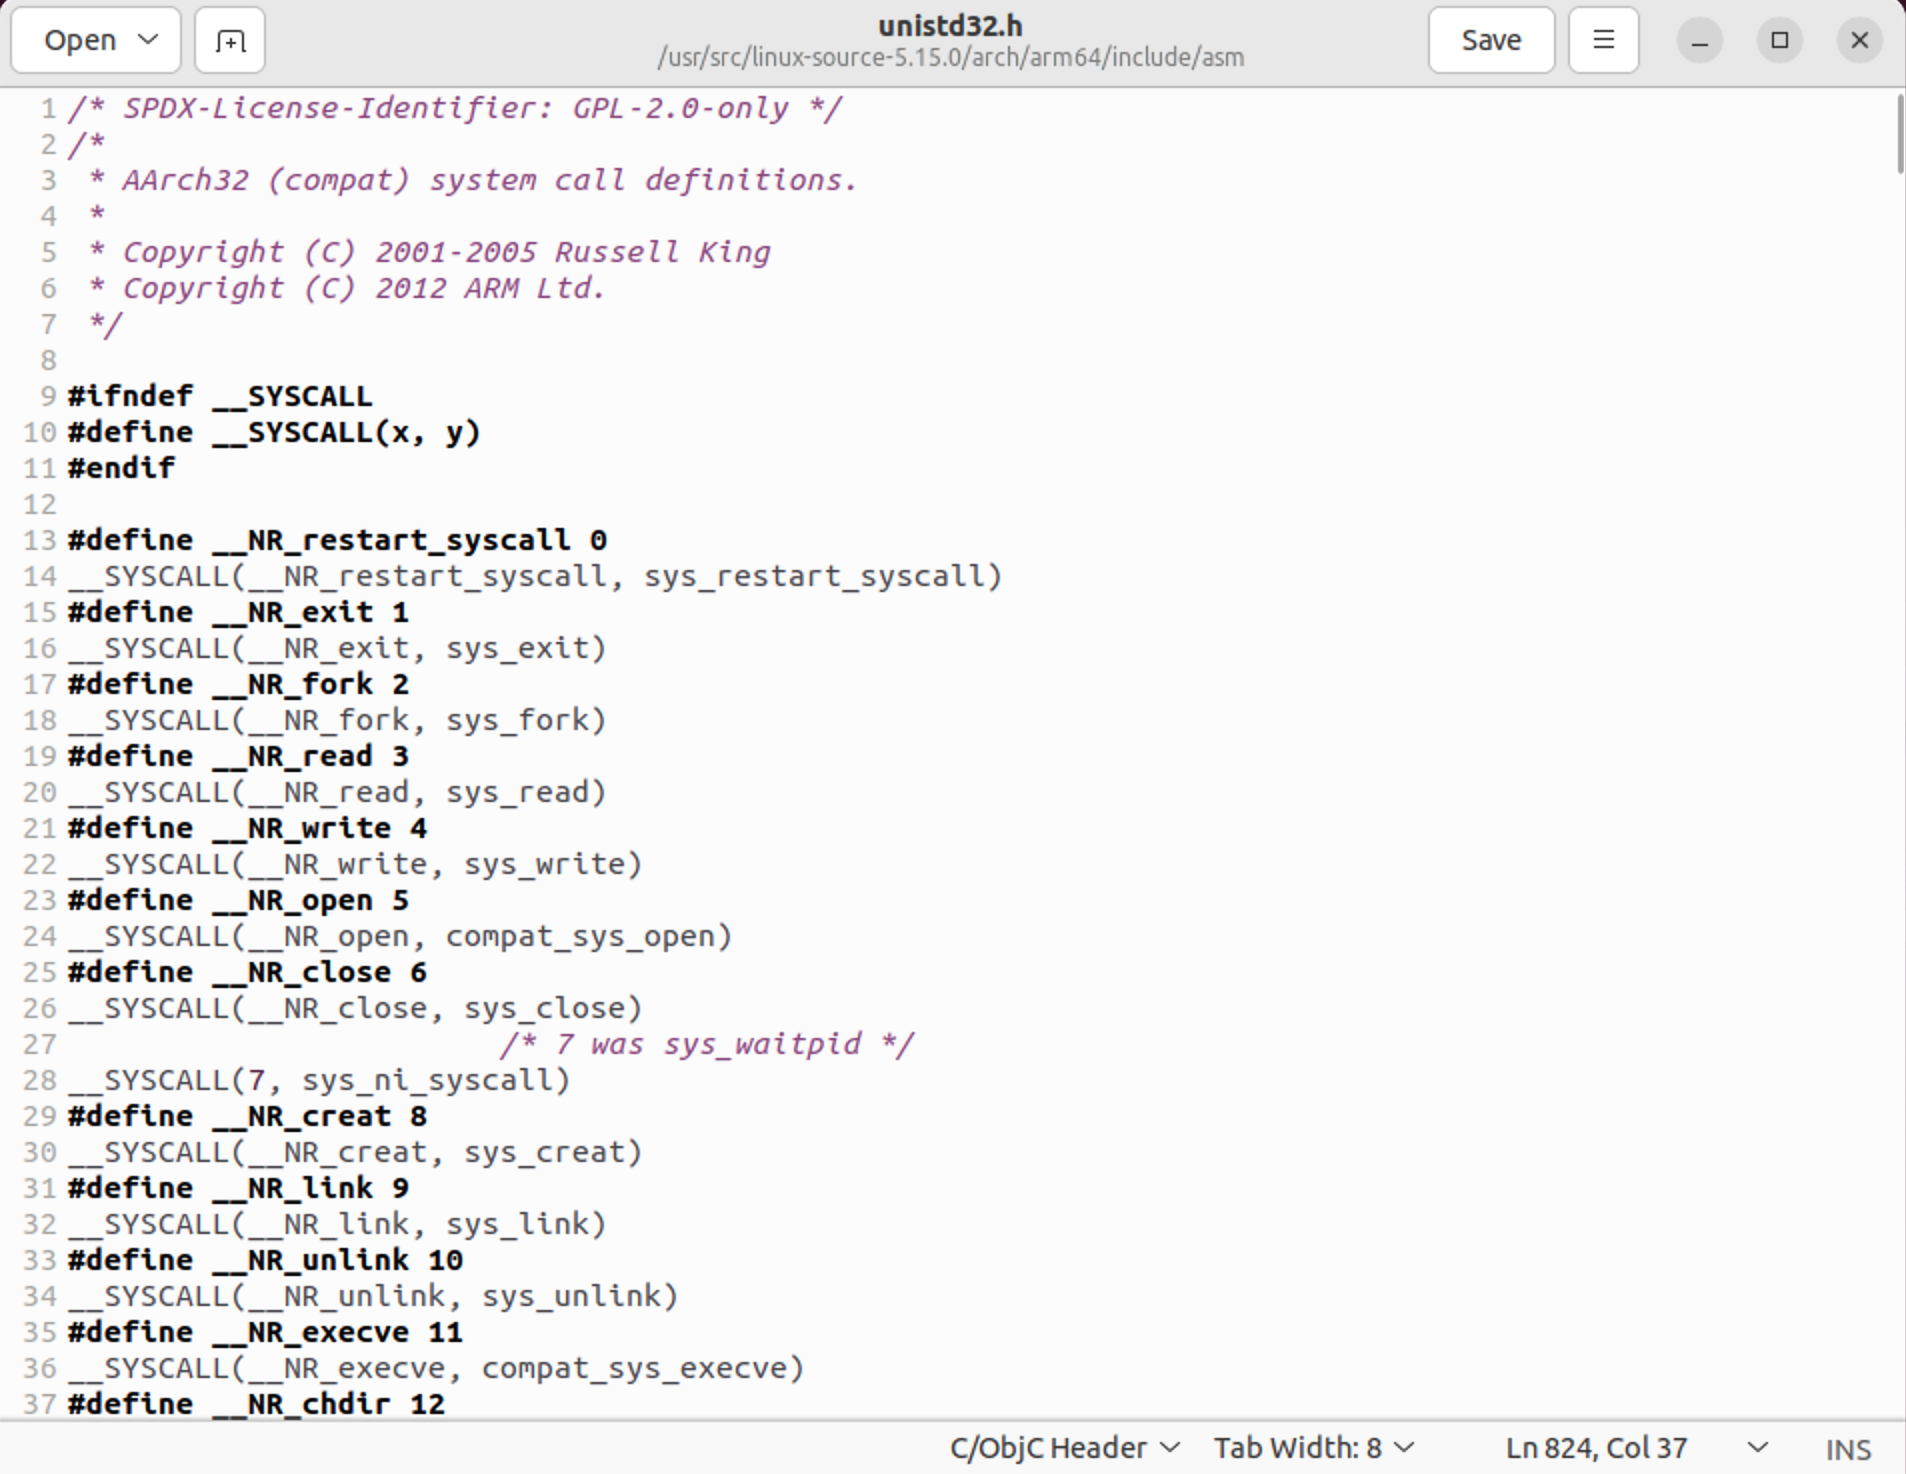 Open
unistd32.h
/usr/src/linux-source-5.15.0/arch/arm64/include/asm
Save
1 /* SPDX-License-Identifier: GPL-2.0-only */
2 /*
3  * AArch32 (compat) system call definitions.
4  *
5  * Copyright (C) 2001-2005 Russell King
6  * Copyright (C) 2012 ARM Ltd.
7  */
8
9 #ifndef __SYSCALL
10 #define __SYSCALL(x, y)
11 #endif
12
13 #define __NR_restart_syscall 0
14 __SYSCALL(__NR_restart_syscall, sys_restart_syscall)
15 #define __NR_exit 1
16 __SYSCALL(__NR_exit, sys_exit)
17 #define __NR_fork 2
18 __SYSCALL(__NR_fork, sys_fork)
19 #define __NR_read 3
20 __SYSCALL(__NR_read, sys_read)
21 #define __NR_write 4
22 __SYSCALL(__NR_write, sys_write)
23 #define __NR_open 5
24 __SYSCALL(__NR_open, compat_sys_open)
25 #define __NR_close 6
26 __SYSCALL(__NR_close, sys_close)
27                         /* 7 was sys_waitpid */
28 __SYSCALL(7, sys_ni_syscall)
29 #define __NR_creat 8
30 __SYSCALL(__NR_creat, sys_creat)
31 #define __NR_link 9
32 __SYSCALL(__NR_link, sys_link)
33 #define __NR_unlink 10
34 __SYSCALL(__NR_unlink, sys_unlink)
35 #define __NR_execve 11
36 __SYSCALL(__NR_execve, compat_sys_execve)
37 #define __NR_chdir 12
C/ObjC Header Tab Width: 8 Ln 824, Col 37 INS